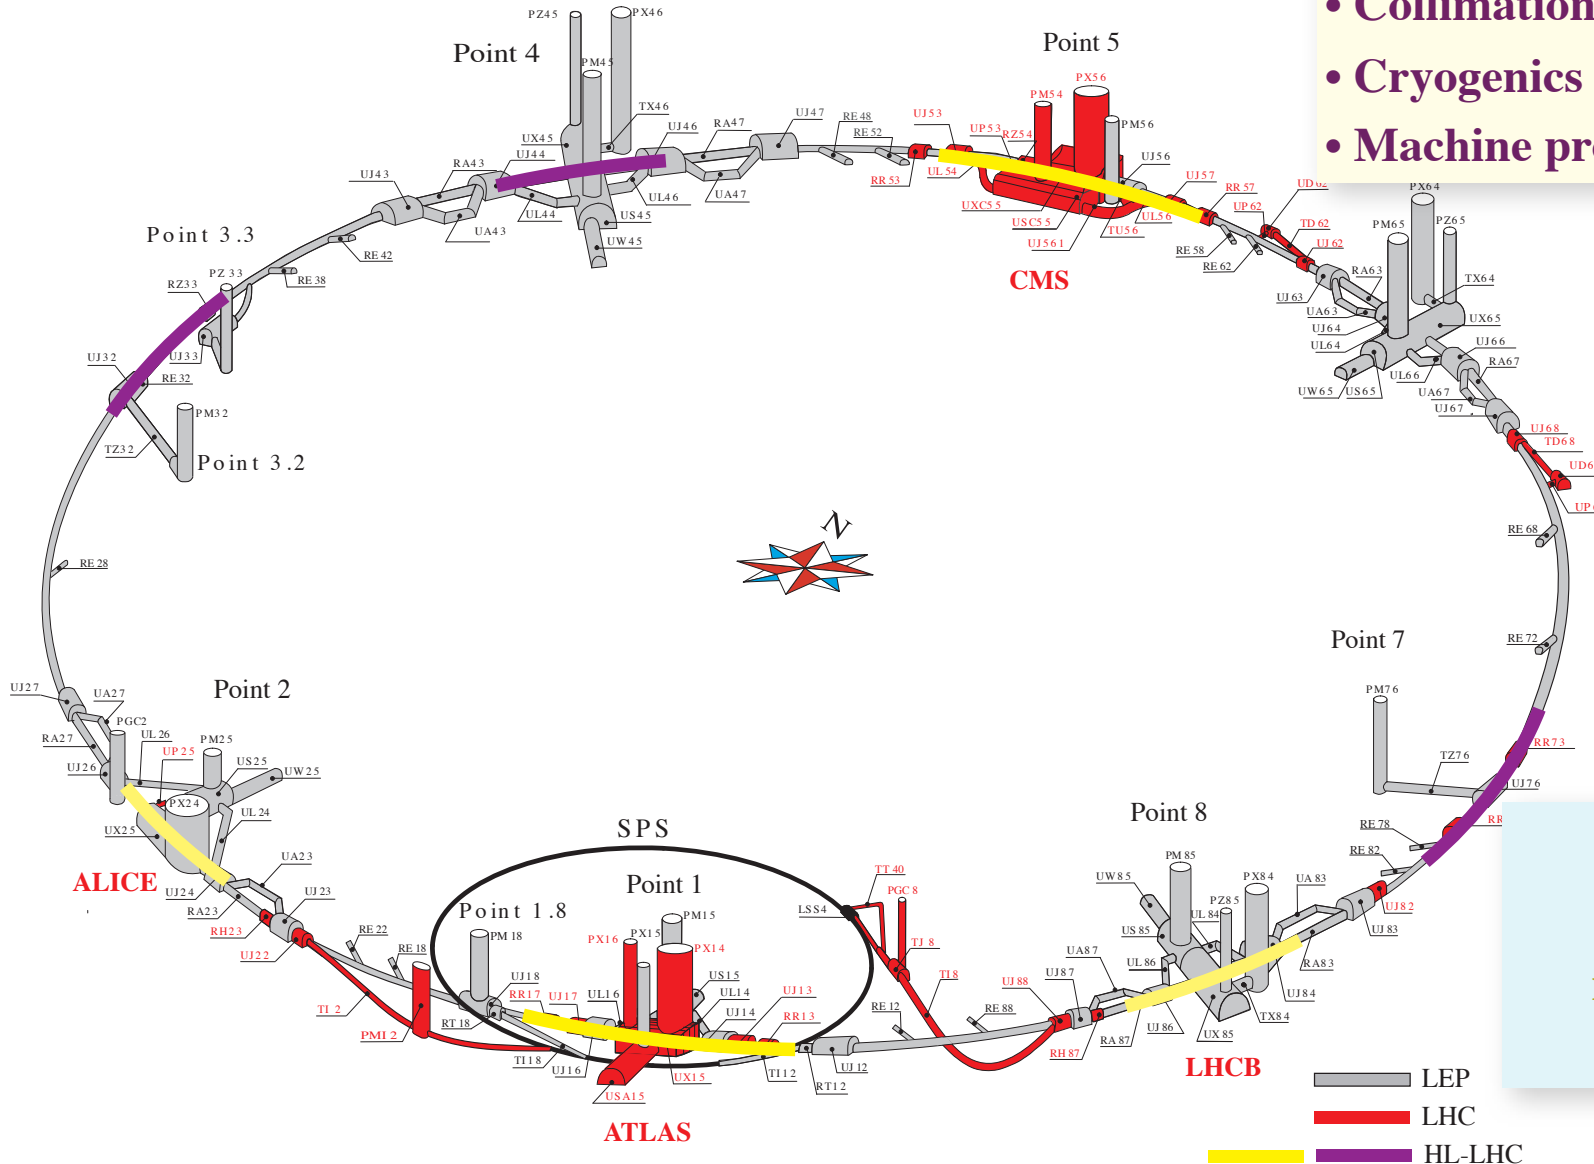 • Collimation
• Cryogenics
• Machine pro
Point 4
PZ45
PX46
PM45
TX46
UX45
UJ44
UJ46
RA47
UJ47
RE48
RE52
RA43
UJ43
UA43
UL44
UL46
US45
UA47
UW45
RE42
RE38
Point 5
PX56
PM54
PM56
UJ53
UP53
RZ54
RR53
UL54
UXC55
USC55
UJ561
TU56
UL56
UJ56
UJ57
RR57
CMS
RE58
RE62
UP62
UD62
TD62
UJ62
PX64
PM65
PZ65
TX64
RA63
UJ63
UA63
UJ64
UL64
UX65
UJ66
RA67
UL66
UW65
US65
UA67
UJ67
UJ68
TD68
UD6
UP
RE68
RE72
Point 3.3
PZ33
RZ33
UJ33
UJ32
RE32
PM32
TZ32
Point 3.2
RE28
N
Point 7
PM76
RR73
TZ76
UJ76
RR
RE78
RE82
Point 2
UJ27
UA27
PGC2
RA27
UL26
UP25
PM25
US25
UW25
UJ26
PX24
UX25
UL24
ALICE
UJ24
RA23
UA23
UJ23
RH23
UJ22
RE22
RE18
TI2
PMI2
SPS
Point 1
Point 1.8
PM18
UJ18
RR17
UJ17
UL16
RT18
TI18
UJ16
PX16
PX15
PM15
PX14
US15
UL14
UJ14
UJ13
RR13
TI12
RT12
UJ12
UX15
USA15
ATLAS
LSS4
TT40
PGC8
TJ8
TI8
RE12
RE88
UJ88
UJ87
UA87
RH87
RA87
Point 8
PM85
UW85
US85
UL84
PZ85
PX84
UA83
UL86
UJ86
UX85
TX84
UJ84
RA83
UJ83
UJ82
LHCB
LEP
LHC
HL-LHC